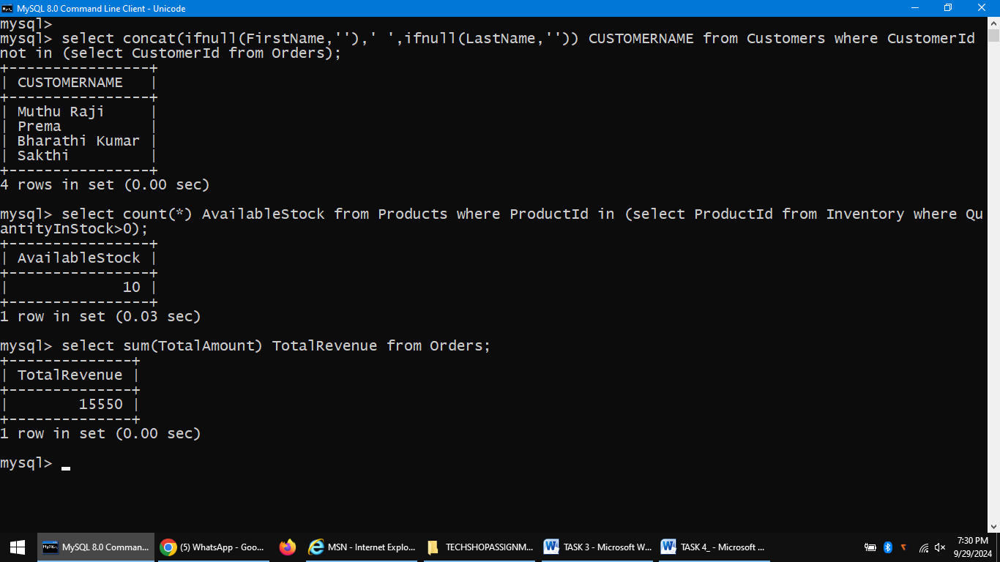 MySQL 8.0 Command Line Client - Unicode
mysql>
mysql> select concat(ifnull(FirstName,''),' ',ifnull(LastName,'')) CUSTOMERNAME from Customers where CustomerId
not in (select CustomerId from Orders);
+----------------+
| CUSTOMERNAME   |
+----------------+
| Muthu Raji     |
| Prema          |
| Bharathi Kumar |
| Sakthi         |
+----------------+
4 rows in set (0.00 sec)
mysql> select count(*) AvailableStock from Products where ProductId in (select ProductId from Inventory where Qu
antityInStock>0);
+----------------+
| AvailableStock |
+----------------+
|             10 |
+----------------+
1 row in set (0.03 sec)
mysql> select sum(TotalAmount) TotalRevenue from Orders;
+--------------+
| TotalRevenue |
+--------------+
|        15550 |
+--------------+
1 row in set (0.00 sec)
mysql>
MySQL 8.0 Comman... (5) WhatsApp - Goo... MSN - Internet Explo... TECHSHOPASSIGNM... TASK 3 - Microsoft W... TASK 4_ - Microsoft ... 7:30 PM
9/29/2024